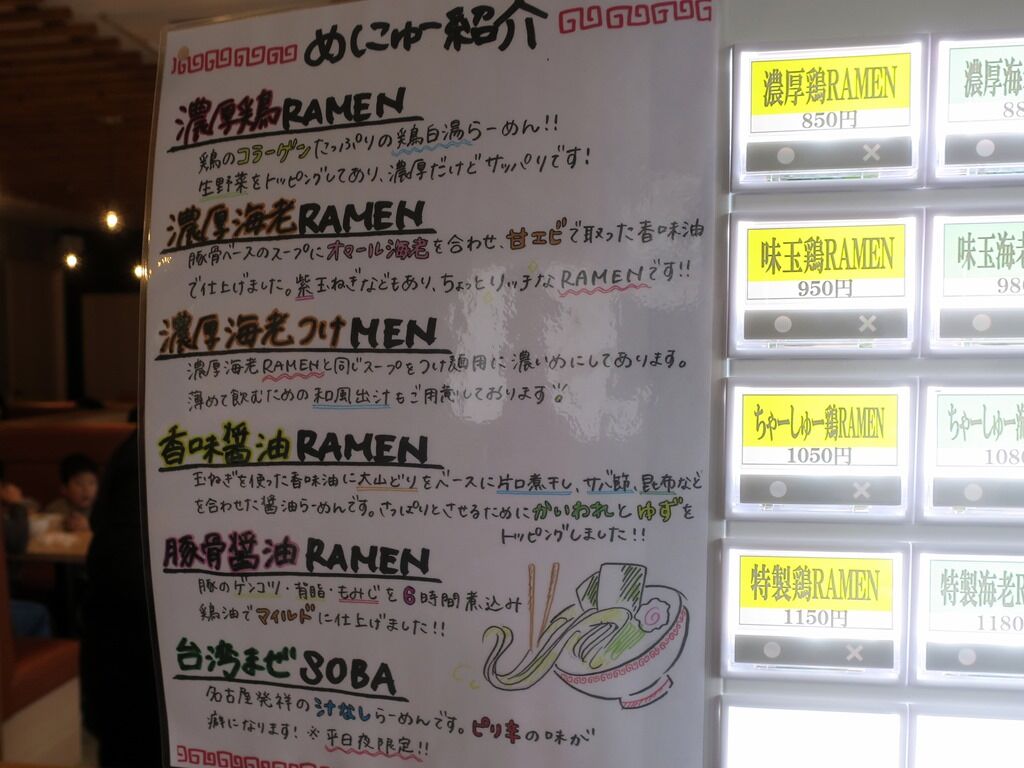 めにゅー紹介
濃厚鶏RAMEN
鶏のコラーゲンたっぷりの鶏白湯らーめん!!
生野菜をトッピングしてあり、濃厚だけどサッパリです!
濃厚海老RAMEN
豚骨ベースのスープにオマール海老を合わせ、甘エビで取った香味油
で仕上げました。紫玉ねぎなどもあり、ちょっとリッチなRAMENです!!
濃厚海老つけMEN
濃厚海老RAMENと同じスープをつけ麺用に濃いめにしてあります。
薄めて飲むための和風出汁もご用意しております
香味醤油RAMEN
玉ねぎを使った香味油に大山どりをベースに片口煮干し、サバ節、昆布など
を合わせた醤油らーめんです。さっぱりとさせるためにかいわれとゆずを
トッピングしました!!
豚骨醤油RAMEN
豚のゲンコツ・背脂・もみじを6時間煮込み
鶏油でマイルドに仕上げました!!
台湾まぜSOBA
名古屋発祥の汁なしらーめんです。ピリ辛の味が
癖になります! ※平日夜限定!!
濃厚鶏RAMEN
850円
濃厚海
味玉鶏RAMEN
950円
味玉海老
98
ちゃーしゅー鶏RAMEN
1050円
ちゃーしゅー海
108
特製鶏RAMEN
1150円
特製海老R
1180